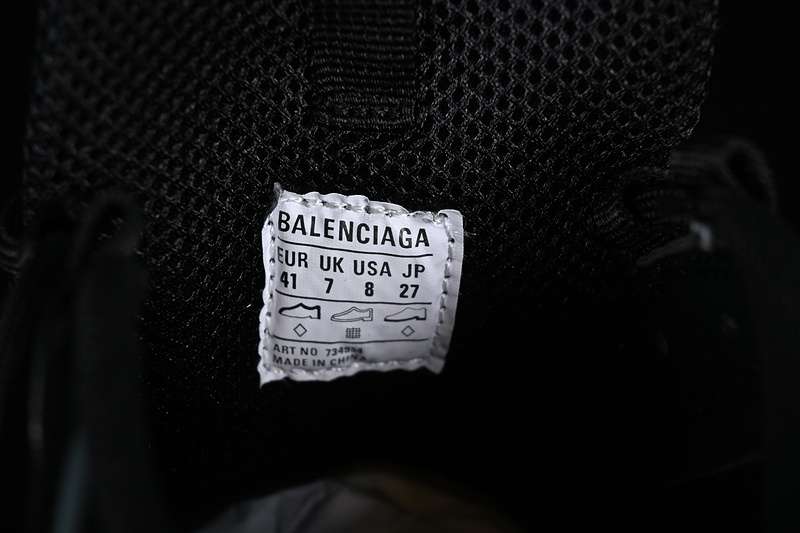 BALENCIAGA
EUR UK USA JP
41 7 8 27
ART NO
MADE IN CHINA